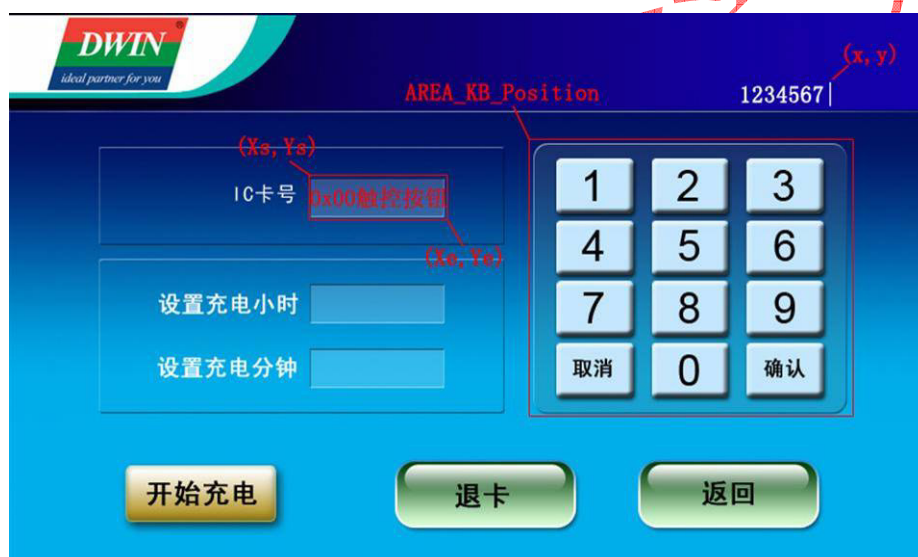 DWIN®
ideal partner for you
(x, y)
AREA_KB_Position
1234567
(Xs, Ys)
IC卡号
0x00触控按钮
(Xe, Ye)
设置充电小时
设置充电分钟
1 2 3
4 5 6
7 8 9
取消 0 确认
开始充电
退卡
返回